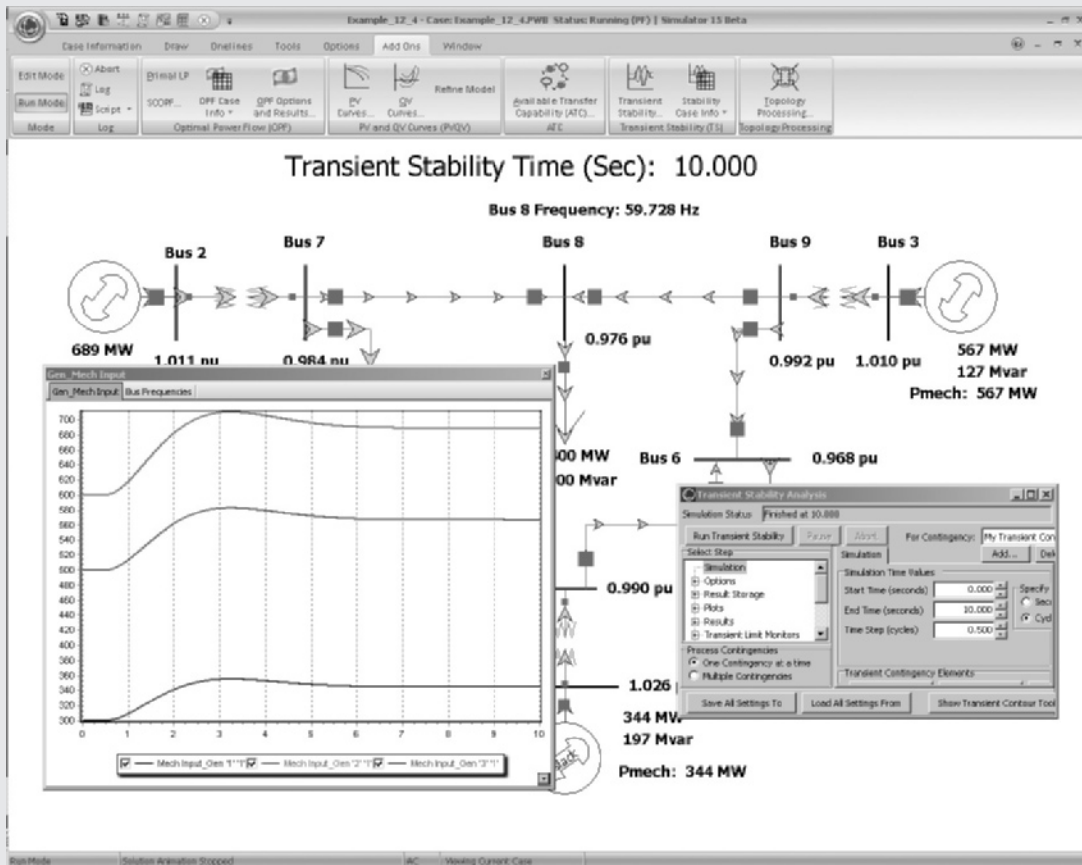 Example_12_4 - Case: Example_12_4.PWB Status: Running (PF) | Simulator 15 Beta
Case Information Draw Onelines Tools Options Add Ons Window
Edit Mode
Run Mode
Mode
Abort
Log
Script
Log
Primal LP
SCOPF...
OPF Case Info
OPF Options and Results...
Optimal Power Flow (OPF)
PV Curves...
QV Curves...
Refine Model
PV and QV Curves (PVQV)
Available Transfer Capability (ATC)...
ATC
Transient Stability...
Stability Case Info
Transient Stability (TS)
Topology Processing...
Topology Processing
Transient Stability Time (Sec): 10.000
Bus 8 Frequency: 59.728 Hz
Bus 2
Bus 7
Bus 8
Bus 9
Bus 3
689 MW
1.011 pu
0.984 pu
0.976 pu
0.992 pu
1.010 pu
567 MW
127 Mvar
Pmech: 567 MW
Gen_Mech Input
Gen_Mech Input Bus Frequencies
700
680
660
640
620
600
580
560
540
520
500
480
460
440
420
400
380
360
340
320
300
0 1 2 3 4 5 6 7 8 9 10
Mech Input_Gen '1' '1' Mech Input_Gen '2' '1' Mech Input_Gen '3' '1'
00 MW
00 Mvar
Bus 6
0.968 pu
0.990 pu
1.026
344 MW
197 Mvar
Pmech: 344 MW
Transient Stability Analysis
Simulation Status Finished at 10.000
Run Transient Stability Pause Abort For Contingency: My Transient Con
Select Step
Simulation
Options
Result Storage
Plots
Results
Transient Limit Monitors
Process Contingencies
One Contingency at a time
Multiple Contingencies
Simulation
Add...
Del
Simulation Time Values
Start Time (seconds) 0.000
End Time (seconds) 10.000
Time Step (cycles) 0.500
Specify
Seco
Cycl
Transient Contingency Elements
Save All Settings To Load All Settings From Show Transient Contour Tool
Run Mode Solution Animation Stopped AC Viewing Current Case